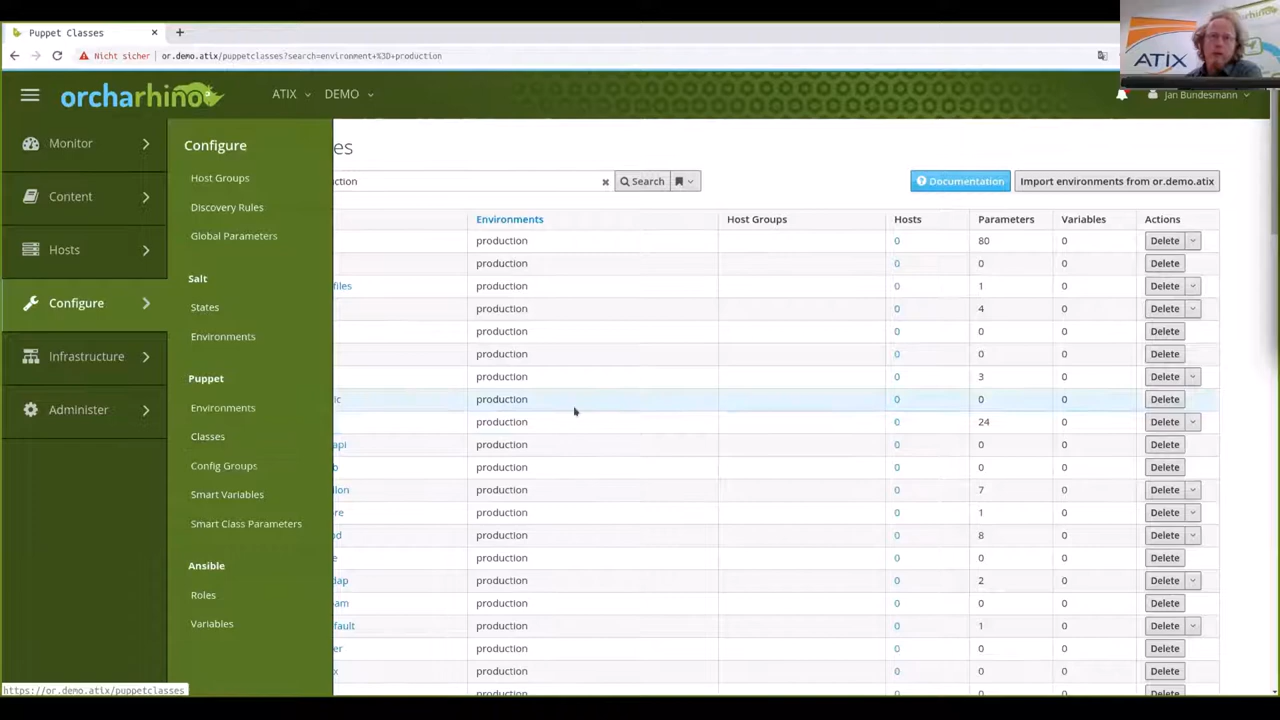 Puppet Classes
Nicht sicher
or.demo.atix/puppetclasses?search=environment+%3D+production
orcharhino
ATIX
DEMO
Jan Bundesmann
ATIX
Monitor
Content
Hosts
Configure
Infrastructure
Administer
Configure
Host Groups
Discovery Rules
Global Parameters
Salt
States
Environments
Puppet
Environments
Classes
Config Groups
Smart Variables
Smart Class Parameters
Ansible
Roles
Variables
es
ction
Search
Documentation
Import environments from or.demo.atix
Environments Host Groups Hosts Parameters Variables Actions
production 0 80 0 Delete
production 0 0 0 Delete
files production 0 1 0 Delete
production 0 4 0 Delete
production 0 0 0 Delete
production 0 0 0 Delete
production 0 3 0 Delete
ic production 0 0 0 Delete
production 0 24 0 Delete
api production 0 0 0 Delete
b production 0 0 0 Delete
llon production 0 7 0 Delete
re production 0 1 0 Delete
od production 0 8 0 Delete
e production 0 0 0 Delete
dap production 0 2 0 Delete
am production 0 0 0 Delete
fault production 0 1 0 Delete
er production 0 0 0 Delete
x production 0 0 0 Delete
production 0 0 0 Delete
https://or.demo.atix/puppetclasses